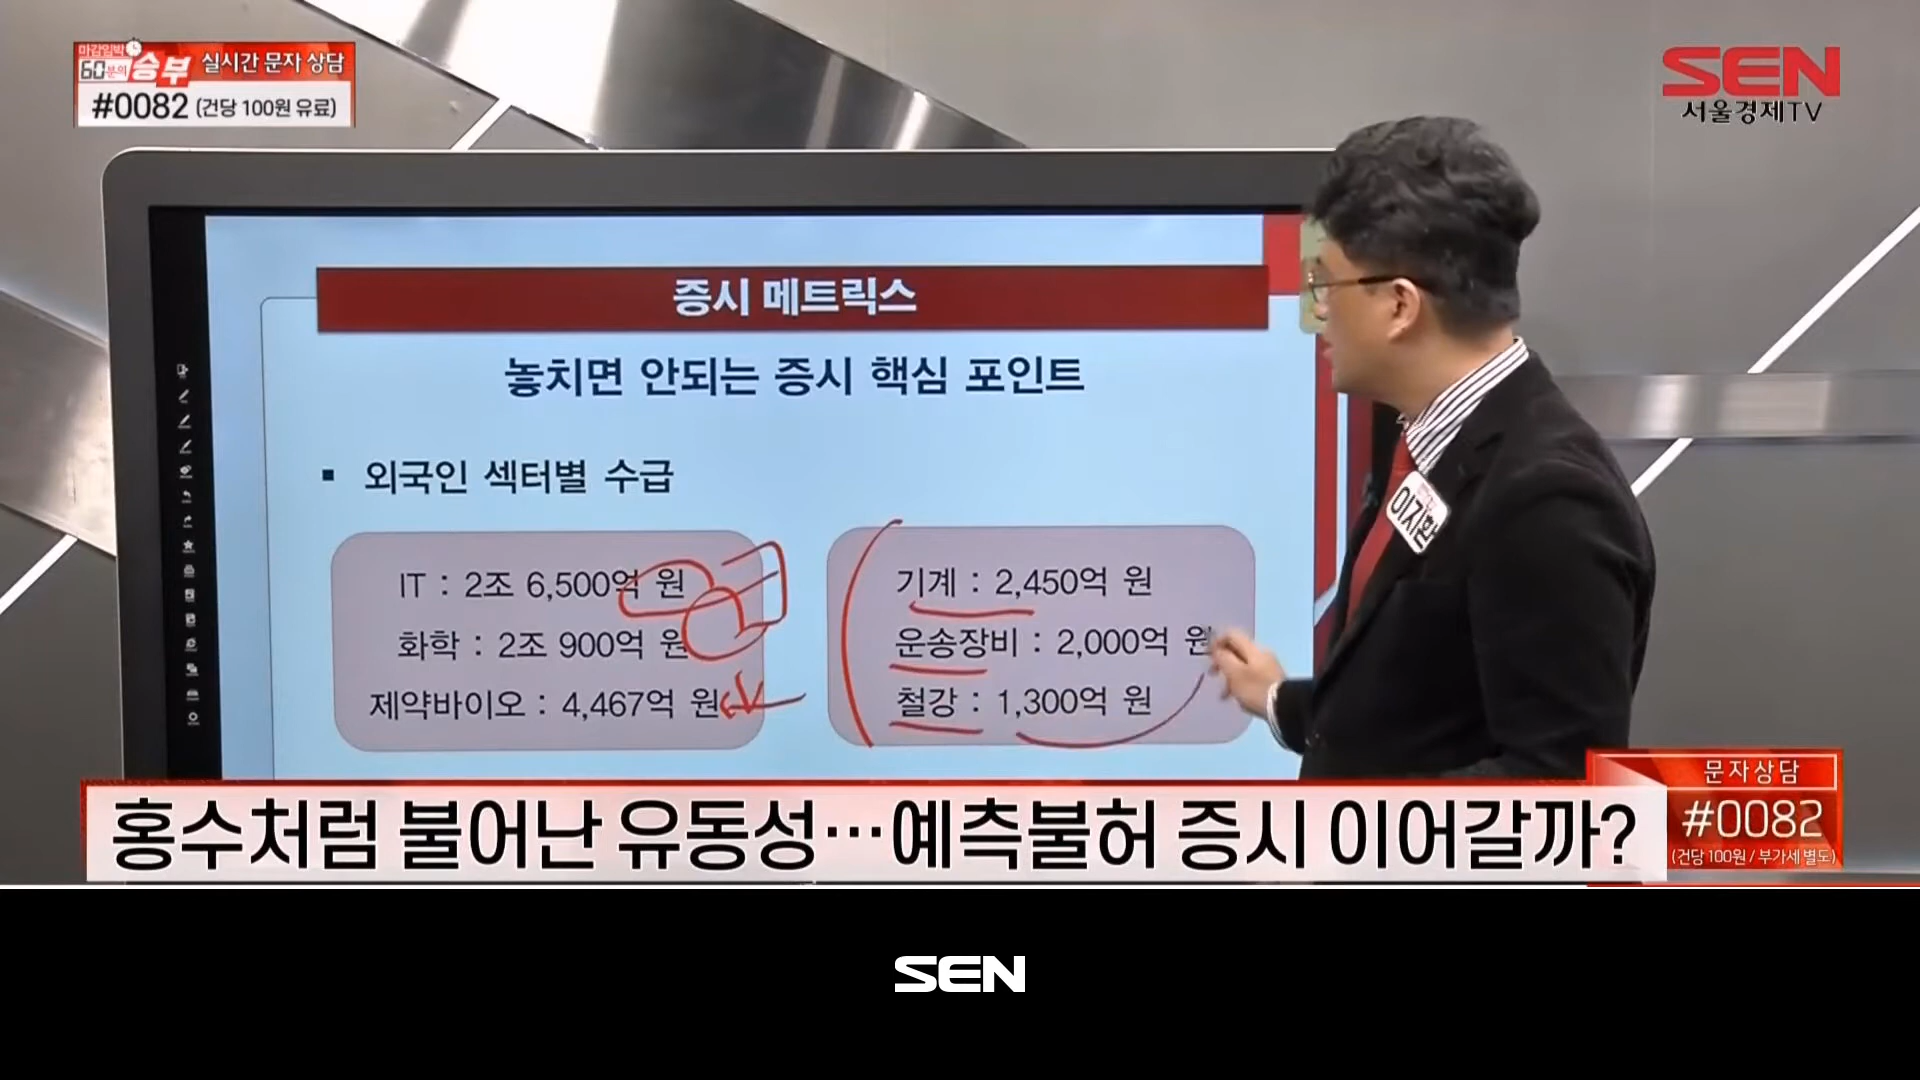 마감임박
60분의 승부 실시간 문자 상담
#0082 (건당 100원 유료)
SEN
서울경제TV
증시 메트릭스
놓치면 안되는 증시 핵심 포인트
▪ 외국인 섹터별 수급
IT : 2조 6,500억 원
화학 : 2조 900억 원
제약바이오 : 4,467억 원
기계 : 2,450억 원
운송장비 : 2,000억 원
철강 : 1,300억 원
이지환
홍수처럼 불어난 유동성…예측불허 증시 이어갈까?
문자상담
#0082
(건당 100원 / 부가세 별도)
SEN